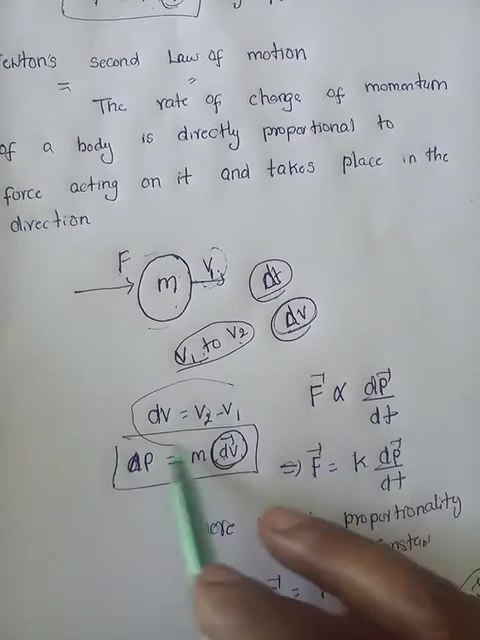 ewton's second Law of motion
The rate of change of momentum
of a body is directly proportional to
force acting on it and takes place in the
direction
F m V₁ dt
dv
V₁ to V₂
dv = V₂-V₁
F⃗ ∝ dp⃗/dt
dp = m dv⃗
⇒ F⃗ = K dp⃗/dt
proportionality